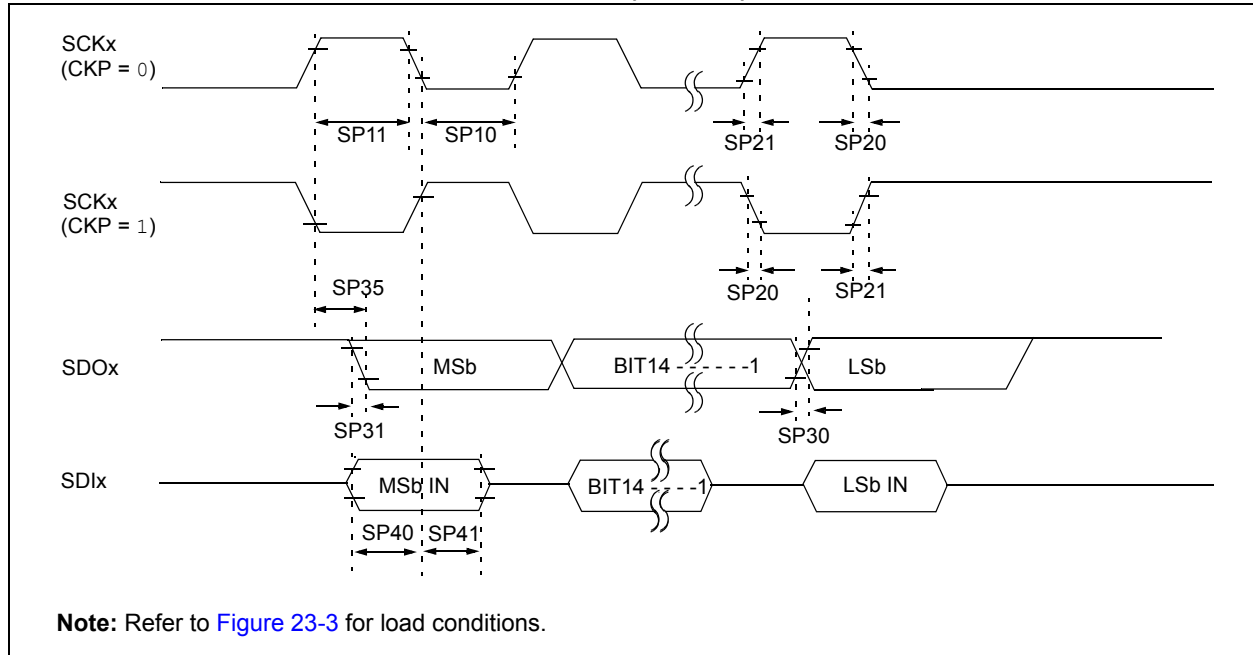 SCKx
(CKP = 0)
SP11
SP10
SP21
SP20
SCKx
(CKP = 1)
SP35
SP20
SP21
SDOx
MSb
BIT14 - - - - - -1
LSb
SP31
SP30
SDIx
MSb IN
BIT14 - - - -1
LSb IN
SP40
SP41
Note: Refer to Figure 23-3 for load conditions.